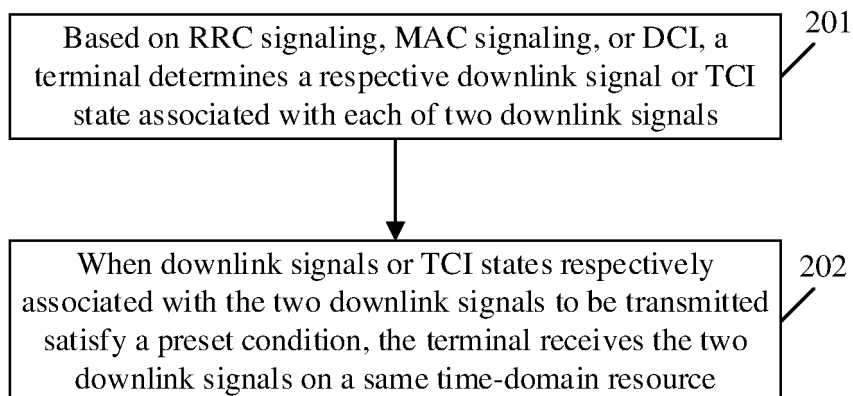 Based on RRC signaling, MAC signaling, or DCI, a
terminal determines a respective downlink signal or TCI
state associated with each of two downlink signals
201
When downlink signals or TCI states respectively
associated with the two downlink signals to be transmitted
satisfy a preset condition, the terminal receives the two
downlink signals on a same time-domain resource
202